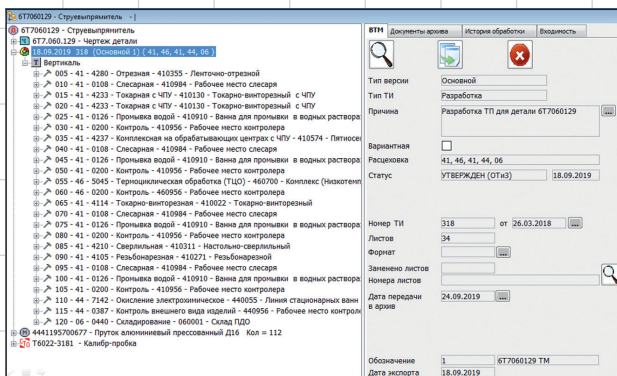 6Т7060129 - Струевыпрямитель - |
6Т7060129 - Струевыпрямитель
6Т7.060.129 - Чертеж детали
18.09.2019 318 (Основной 1) ( 41, 46, 41, 44, 06 )
Вертикаль
005 - 41 - 4280 - Отрезная - 410355 - Ленточно-отрезной
010 - 41 - 0108 - Слесарная - 410984 - Рабочее место слесаря
015 - 41 - 4233 - Токарная с ЧПУ - 410130 - Токарно-винторезный с ЧПУ
020 - 41 - 4233 - Токарная с ЧПУ - 410130 - Токарно-винторезный с ЧПУ
025 - 41 - 0126 - Промывка водой - 410910 - Ванна для промывки в водных раствора
030 - 41 - 0200 - Контроль - 410956 - Рабочее место контролера
035 - 41 - 4237 - Комплексная на обрабатывающих центрах с ЧПУ - 410574 - Пятиосе
040 - 41 - 0108 - Слесарная - 410984 - Рабочее место слесаря
045 - 41 - 0126 - Промывка водой - 410910 - Ванна для промывки в водных раствора
050 - 41 - 0200 - Контроль - 410956 - Рабочее место контролера
055 - 46 - 5045 - Термоциклическая обработка (ТЦО) - 460700 - Комплекс (Низкотемп
060 - 46 - 0200 - Контроль - 460956 - Рабочее место контролера
065 - 41 - 4114 - Токарно-винторезная - 410022 - Токарно-винторезный
070 - 41 - 0108 - Слесарная - 410984 - Рабочее место слесаря
075 - 41 - 0126 - Промывка водой - 410910 - Ванна для промывки в водных раствора
080 - 41 - 0200 - Контроль - 410956 - Рабочее место контролера
085 - 41 - 4210 - Сверлильная - 410311 - Настольно-сверлильный
090 - 41 - 4105 - Резьбонарезная - 410271 - Резьбонарезной
095 - 41 - 0108 - Слесарная - 410984 - Рабочее место слесаря
100 - 41 - 0126 - Промывка водой - 410910 - Ванна для промывки в водных раствора
105 - 41 - 0200 - Контроль - 410956 - Рабочее место контролера
110 - 44 - 7142 - Окисление электрохимическое - 440055 - Линия стационарных ванн
115 - 44 - 0387 - Контроль внешнего вида изделий - 440956 - Рабочее место контрол
120 - 06 - 0440 - Складирование - 060001 - Склад ПДО
4441195700677 - Пруток алюминиевый прессованный Д16 Кол = 112
Т6022-3181 - Калибр-пробка
ВТМ Документы архива История обработки Входимость
Тип версии Основной
Тип ТИ Разработка
Причина Разработка ТП для детали 6Т7060129
Вариантная
Расцеховка 41, 46, 41, 44, 06
Статус УТВЕРЖДЕН (ОТиЗ) 18.09.2019
Номер ТИ 318 от 26.03.2018
Листов 34
Формат
Заменено листов
Номера листов
Дата передачи 24.09.2019
в архив
Обозначение 1 6Т7060129 ТМ
Дата экспорта 18.09.2019